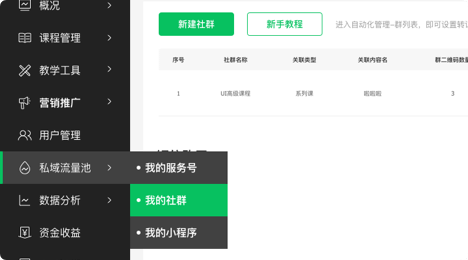 概况
课程管理
教学工具
营销推广
用户管理
私域流量池
数据分析
资金收益
我的服务号
我的社群
我的小程序
新建社群
新手教程
进入自动化管理-群列表，即可设置转
序号 社群名称 关联类型 关联内容名 群二维码数量
1 UI高级课程 系列课 啦啦啦 3